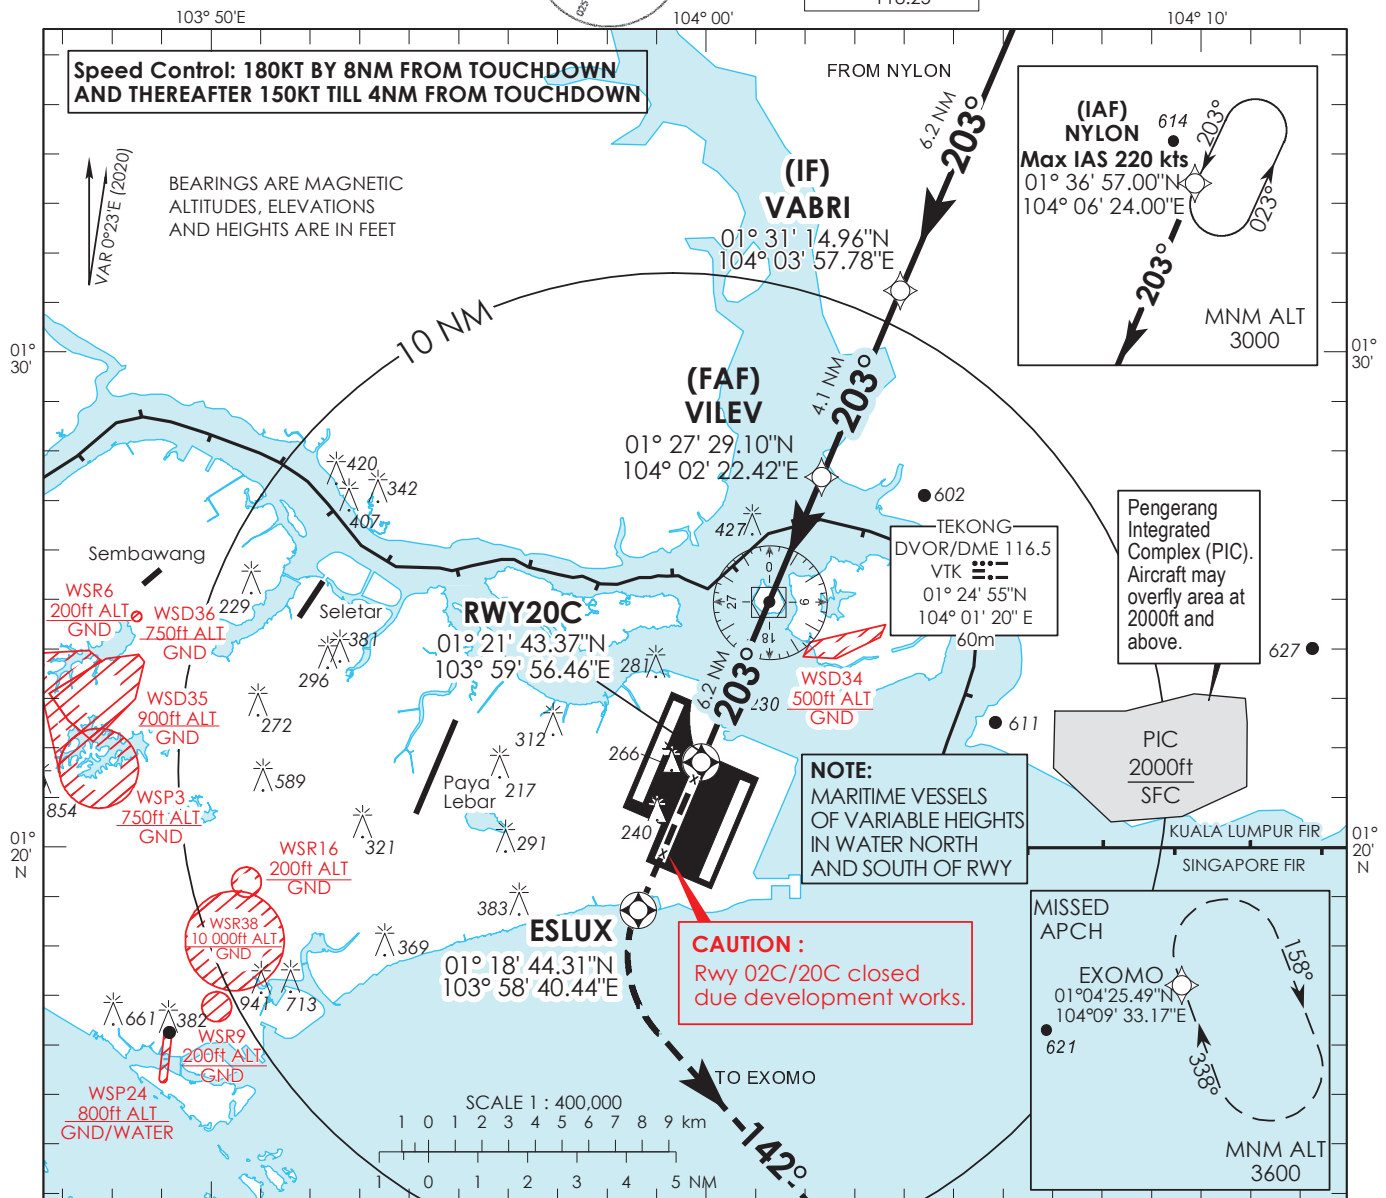 025
118.25
103° 50'E
104° 00'
104° 10'
Speed Control: 180KT BY 8NM FROM TOUCHDOWN
AND THEREAFTER 150KT TILL 4NM FROM TOUCHDOWN
FROM NYLON
6.2 NM
203°
VAR 0°23'E (2020)
BEARINGS ARE MAGNETIC
ALTITUDES, ELEVATIONS
AND HEIGHTS ARE IN FEET
(IF)
VABRI
01° 31' 14.96"N
104° 03' 57.78"E
(IAF)
NYLON
Max IAS 220 kts
01° 36' 57.00"N
104° 06' 24.00"E
614
203°
023°
203°
MNM ALT
3000
10 NM
01°
30'
01°
30'
(FAF)
VILEV
01° 27' 29.10"N
104° 02' 22.42"E
4.1 NM
203°
420
342
407
427
602
TEKONG
DVOR/DME 116.5
VTK
01° 24' 55"N
104° 01' 20" E
60m
0
9
18
27
Pengerang
Integrated
Complex (PIC).
Aircraft may
overfly area at
2000ft and
above.
Sembawang
WSR6
200ft ALT
GND
WSD36
750ft ALT
GND
229
Seletar
381
296
RWY20C
01° 21' 43.37"N
103° 59' 56.46"E
281
6.2 NM
203°
230
WSD34
500ft ALT
GND
627
611
WSD35
900ft ALT
GND
272
312
266
PIC
2000ft
SFC
589
Paya
Lebar
217
854
WSP3
750ft ALT
GND
NOTE:
MARITIME VESSELS
OF VARIABLE HEIGHTS
IN WATER NORTH
AND SOUTH OF RWY
x
x
240
321
291
KUALA LUMPUR FIR
SINGAPORE FIR
01°
20'
N
01°
20'
N
WSR16
200ft ALT
GND
383
WSR38
10 000ft ALT
GND
369
ESLUX
01° 18' 44.31"N
103° 58' 40.44"E
CAUTION :
Rwy 02C/20C closed
due development works.
MISSED
APCH
EXOMO
01°04'25.49"N
104°09' 33.17"E
158°
338°
621
MNM ALT
3600
941
713
661
382
WSR9
200ft ALT
GND
WSP24
800ft ALT
GND/WATER
TO EXOMO
142°
SCALE 1 : 400,000
1 0 1 2 3 4 5 6 7 8 9 km
1 0 1 2 3 4 5 NM